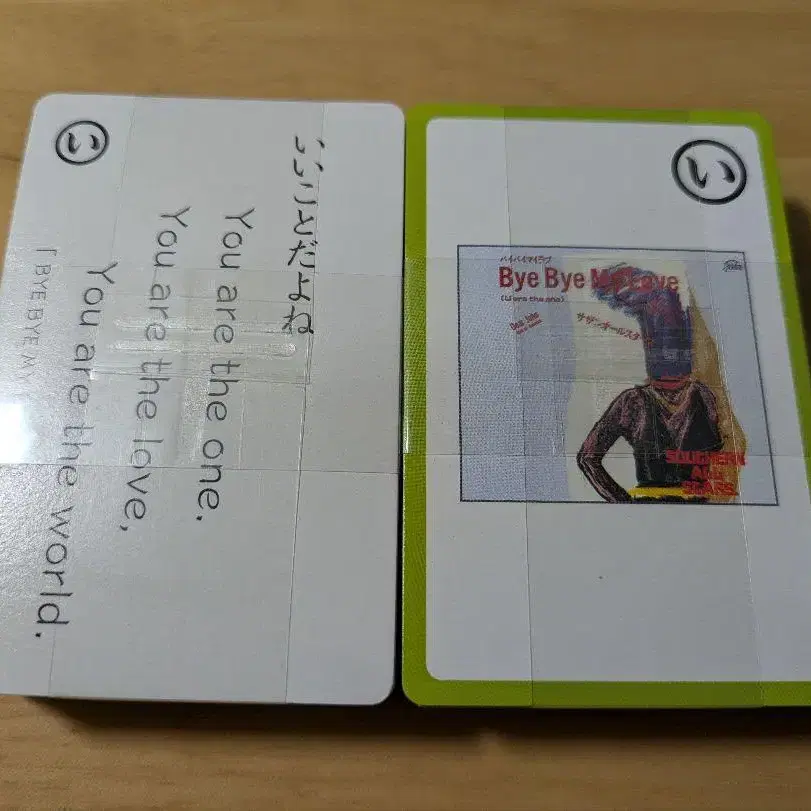 い
いいことだよね
You are the one.
You are the love,
You are the world.
「BYE BYE MY
い
バイバイマイラブ
Bye Bye My Love
(U are the one)
サザンオールスターズ
SOUTHERN
ALL
STARS